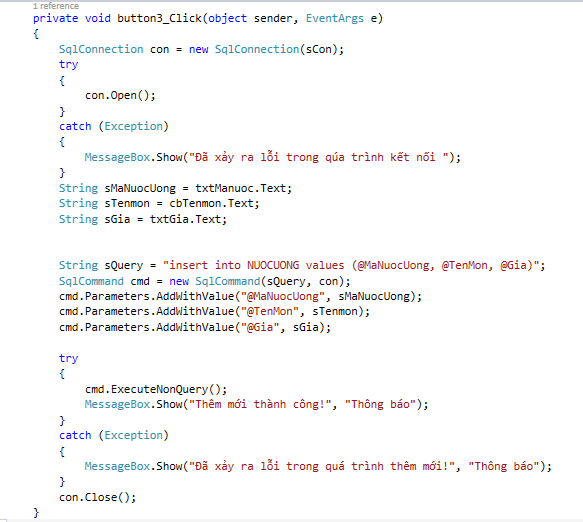 1 reference
private void button3_Click(object sender, EventArgs e)
{
SqlConnection con = new SqlConnection(sCon);
try
{
con.Open();
}
catch (Exception)
{
MessageBox.Show("Đã xảy ra lỗi trong qúa trình kết nối ");
}
String sMaNuocUong = txtManuoc.Text;
String sTenmon = cbTenmon.Text;
String sGia = txtGia.Text;
String sQuery = "insert into NUOCUONG values (@MaNuocUong, @TenMon, @Gia)";
SqlCommand cmd = new SqlCommand(sQuery, con);
cmd.Parameters.AddWithValue("@MaNuocUong", sMaNuocUong);
cmd.Parameters.AddWithValue("@TenMon", sTenmon);
cmd.Parameters.AddWithValue("@Gia", sGia);
try
{
cmd.ExecuteNonQuery();
MessageBox.Show("Thêm mới thành công!", "Thông báo");
}
catch (Exception)
{
MessageBox.Show("Đã xảy ra lỗi trong quá trình thêm mới!", "Thông báo");
}
con.Close();
}